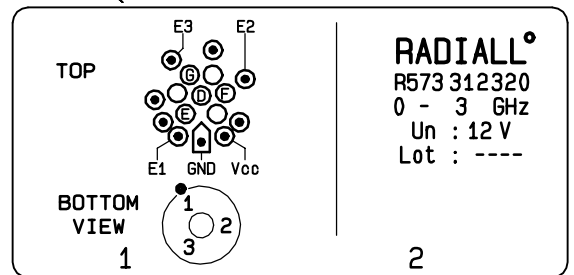 E3 E2
TOP
G
D F
E
E1 GND Vcc
BOTTOM
VIEW
1
2
3
1
RADIALL°
R573 312320
0 - 3 GHz
Un : 12 V
Lot : ----
2